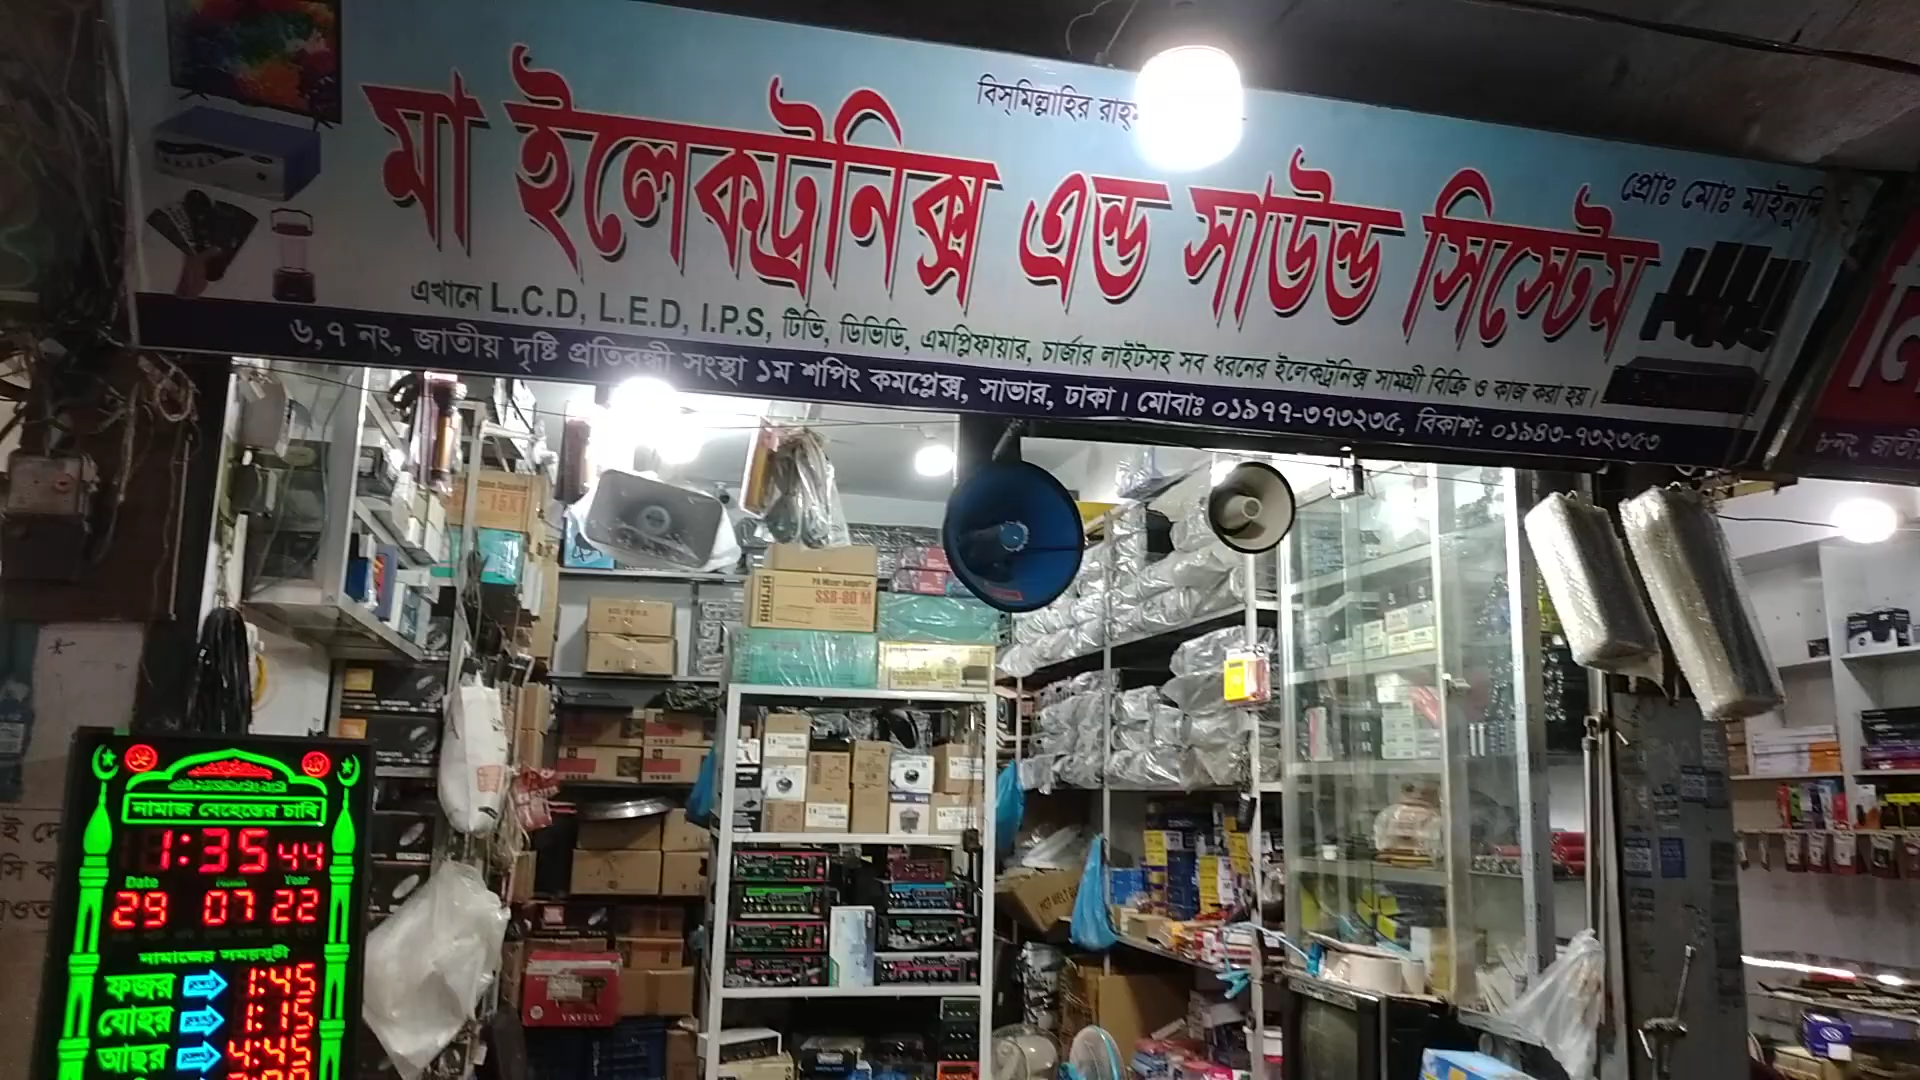 বিস্‌মিল্লাহির
প্রোঃ মোঃ
মা ইলেকট্রনিক্স এন্ড সাউন্ড সিস্টেম
এখানে L.C.D, L.E.D, I.P.S, টিভি, ডিভিডি, এমপ্লিফায়ার, চার্জার লাইটসহ সব ধরনের ইলেকট্রনিক্স সামগ্রী বিক্রি ও কাজ করা হয়।
৬,৭ নং, জাতীয় দৃষ্টি প্রতিবন্ধী সংস্থা ১ম শপিং কমপ্লেক্স, সাভার, ঢাকা। মোবাঃ ০১৯৭৭-৩৭৩২৩৫, বিকাশ: ০১৯৪৩-৭৩২৩৫৩
৮নং, জাতীয়
PA Mixer Amplifier
SSB-80 M
AHUJA
নামাজ বেহেস্তের চাবি
1:35 44
Date Year
29 07 22
নামাজের সময়সূচী
ফজর 1:45
যোহর 1:15
আছর 4:45